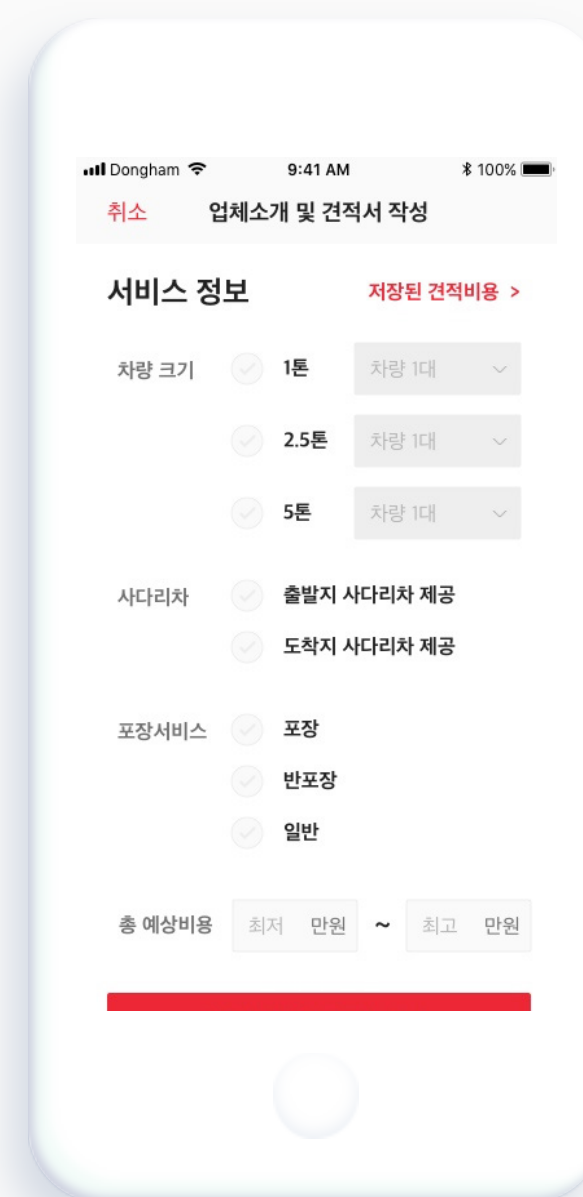 Dongham 9:41 AM 100%
취소 업체소개 및 견적서 작성
서비스 정보 저장된 견적비용 >
차량 크기 1톤 차량 1대
2.5톤 차량 1대
5톤 차량 1대
사다리차 출발지 사다리차 제공
도착지 사다리차 제공
포장서비스 포장
반포장
일반
총 예상비용 최저 만원 ~ 최고 만원